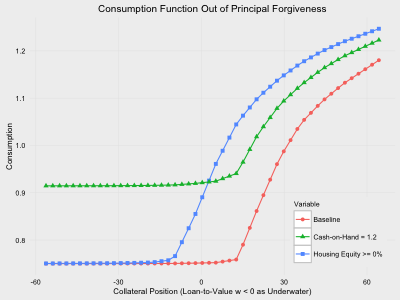 Consumption Function Out of Principal Forgiveness
Consumption
1.2
1.1
1.0
0.9
0.8
-60
-30
0
30
60
Collateral Position (Loan-to-Value w < 0 as Underwater)
Variable
Baseline
Cash-on-Hand = 1.2
Housing Equity >= 0%